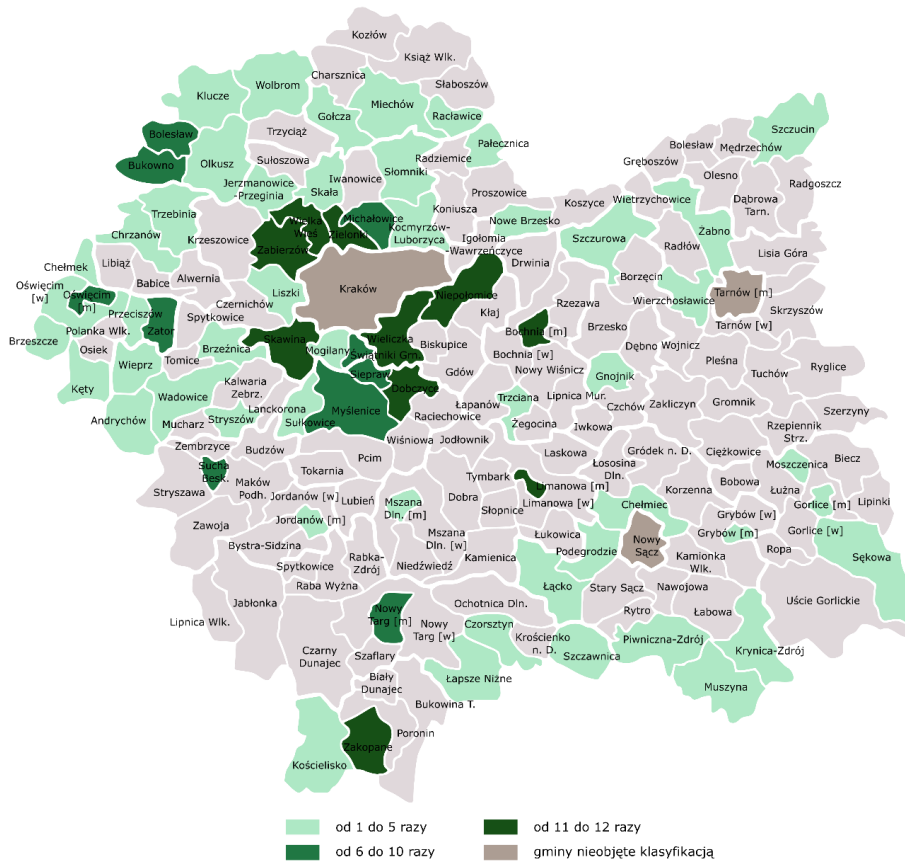 Kozłów
Książ Wlk.
Charsznica
Słaboszów
Wolbrom
Klucze
Miechów
Gołcza
Racławice
Szczucin
Bolesław
Trzyciąż
Pałecznica
Bolesław
Mędrzechów
Bukowno
Olkusz
Sułoszowa
Radziemice
Gręboszów
Iwanowice
Słomniki
Olesno
Radgoszcz
Jerzmanowice
-Przeginia
Skała
Proszowice
Koszyce
Wietrzychowice
Dąbrowa
Tarn.
Trzebinia
Wielka
Wieś
Michałowice
Koniusza
Nowe Brzesko
Chrzanów
Zielonki
Kocmyrzów-
Luborzyca
Żabno
Krzeszowice
Zabierzów
Igołomia
-Wawrzeńczyce
Szczurowa
Radłów
Lisia Góra
Chełmek
Libiąż
Drwinia
Alwernia
Borzęcin
Oświęcim
[w]
Babice
Kraków
Oświęcim
[m]
Liszki
Niepołomice
Tarnów [m]
Czernichów
Rzezawa
Wierzchosławice
Przeciszów
Spytkowice
Kłaj
Skrzyszów
Polanka Wlk.
Zator
Bochnia [m]
Brzesko
Tarnów [w]
Brzeszcze
Skawina
Wieliczka
Biskupice
Dębno
Wojnicz
Osiek
Brzeźnica
Mogilany
Świątniki Grn.
Bochnia [w]
Pleśna
Wieprz
Tomice
Siepraw
Gdów
Nowy Wiśnicz
Ryglice
Tuchów
Kęty
Kalwaria
Zebrz.
Dobczyce
Gnojnik
Wadowice
Trzciana
Lipnica Mur.
Zakliczyn
Gromnik
Lanckorona
Myślenice
Łapanów
Czchów
Andrychów
Raciechowice
Szerzyny
Mucharz
Stryszów
Sułkowice
Żegocina
Iwkowa
Rzepiennik
Strz.
Wiśniowa
Jodłownik
Zembrzyce
Budzów
Laskowa
Gródek n. D.
Ciężkowice
Pcim
Biecz
Sucha
Besk.
Tokarnia
Łososina
Dln.
Moszczenica
Tymbark
Maków
Podh.
Limanowa [m]
Korzenna
Bobowa
Stryszawa
Jordanów [w]
Lubień
Dobra
Łużna
Lipinki
Mszana
Dln. [m]
Limanowa [w]
Chełmiec
Gorlice [m]
Słopnice
Grybów [w]
Zawoja
Jordanów [m]
Gorlice [w]
Mszana
Dln. [w]
Łukowica
Grybów [m]
Nowy
Sącz
Bystra-Sidzina
Rabka-
Zdrój
Podegrodzie
Ropa
Sękowa
Spytkowice
Niedźwiedź
Kamienica
Kamionka
Wlk.
Raba Wyżna
Łącko
Stary Sącz
Nawojowa
Jabłonka
Uście Gorlickie
Nowy
Targ [m]
Ochotnica Dln.
Rytro
Łabowa
Lipnica Wlk.
Nowy
Targ [w]
Czorsztyn
Krościenko
n. D.
Piwniczna-Zdrój
Czarny
Dunajec
Szaflary
Szczawnica
Krynica-Zdrój
Biały
Dunajec
Łapsze Niżne
Muszyna
Bukowina T.
Poronin
Zakopane
Kościelisko
od 1 do 5 razy
od 11 do 12 razy
od 6 do 10 razy
gminy nieobjęte klasyfikacją